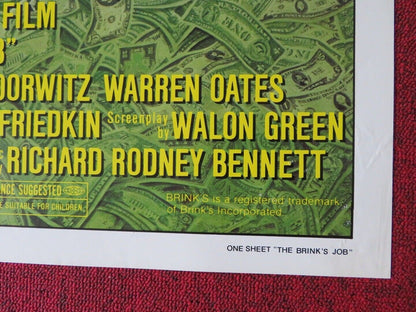 FILM
B"
OORWITZ WARREN OATES
FRIEDKIN Screenplay by WALON GREEN
RICHARD RODNEY BENNETT
NCE SUGGESTED
E SUITABLE FOR CHILDREN
BRINK'S is a registered trademark
of Brink's Incorporated.
ONE SHEET "THE BRINK'S JOB"